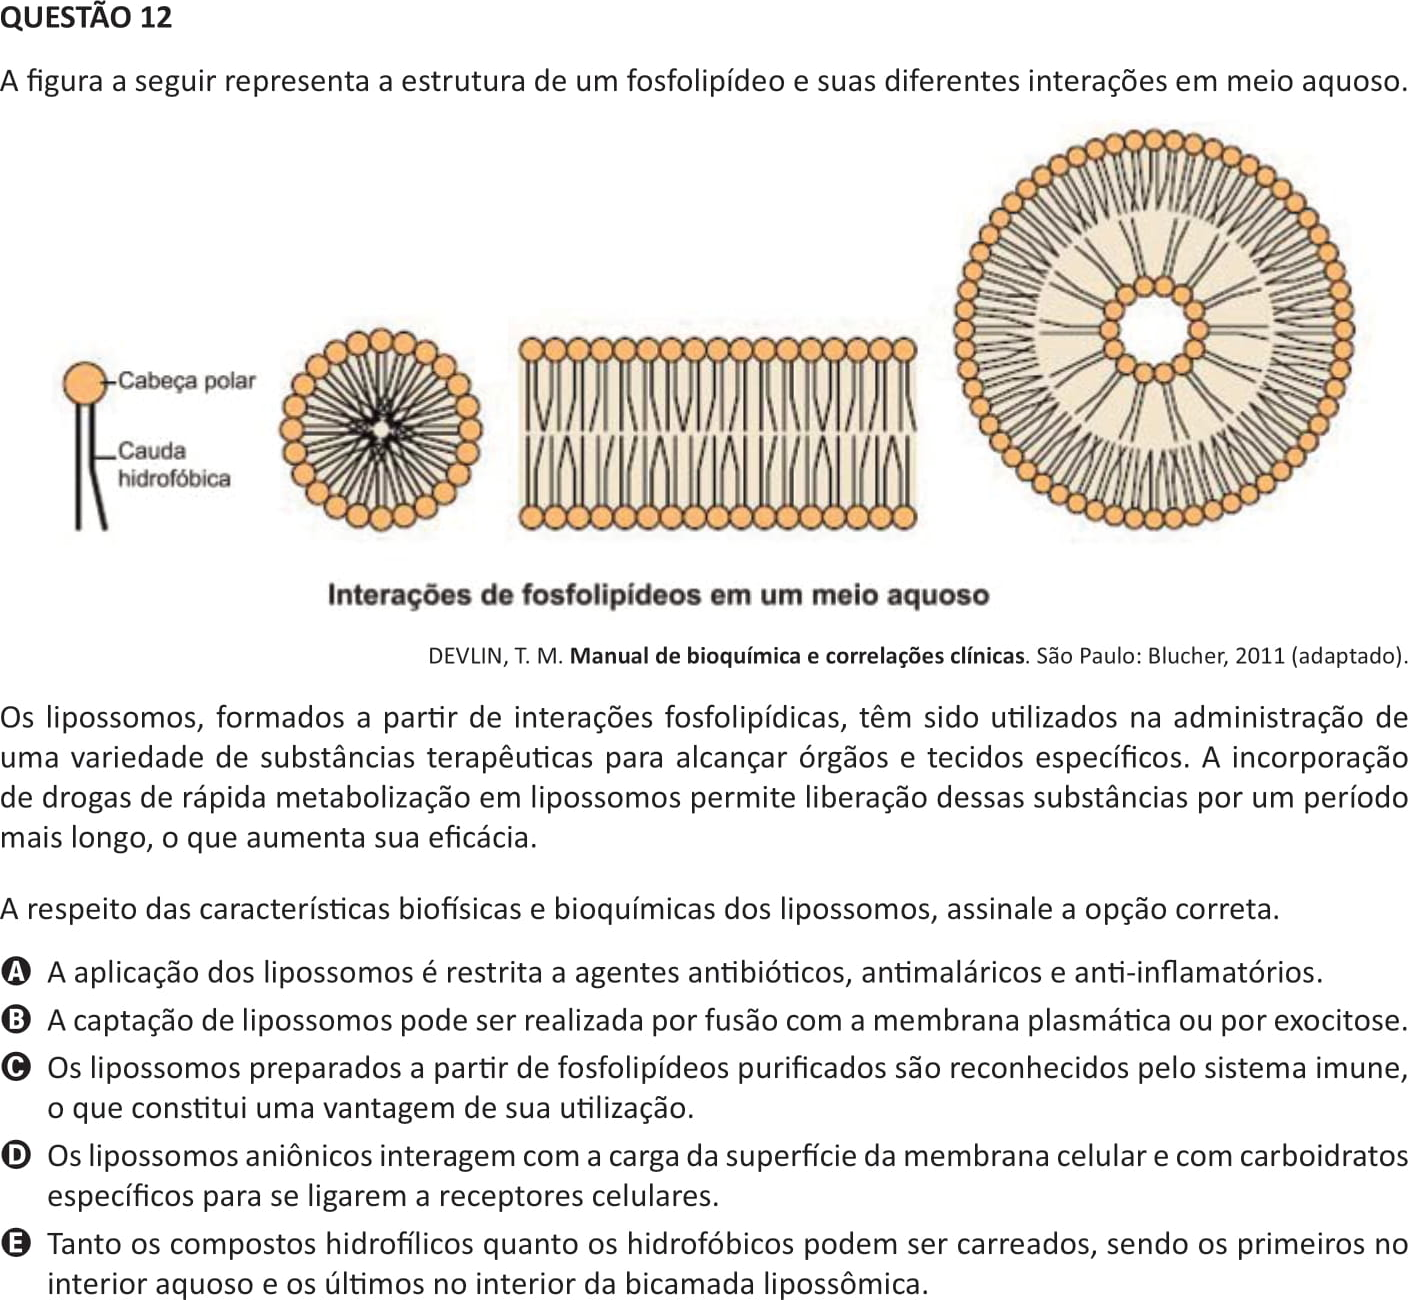 QUESTÃO 12
A figura a seguir representa a estrutura de um fosfolipídeo e suas diferentes interações em meio aquoso.
Cabeça polar
Cauda
hidrofóbica
Interações de fosfolipídeos em um meio aquoso
DEVLIN, T. M. Manual de bioquímica e correlações clínicas. São Paulo: Blucher, 2011 (adaptado).
Os lipossomos, formados a partir de interações fosfolipídicas, têm sido utilizados na administração de
uma variedade de substâncias terapêuticas para alcançar órgãos e tecidos específicos. A incorporação
de drogas de rápida metabolização em lipossomos permite liberação dessas substâncias por um período
mais longo, o que aumenta sua eficácia.
A respeito das características biofísicas e bioquímicas dos lipossomos, assinale a opção correta.
A A aplicação dos lipossomos é restrita a agentes antibióticos, antimaláricos e anti-inflamatórios.
B A captação de lipossomos pode ser realizada por fusão com a membrana plasmática ou por exocitose.
C Os lipossomos preparados a partir de fosfolipídeos purificados são reconhecidos pelo sistema imune,
o que constitui uma vantagem de sua utilização.
D Os lipossomos aniônicos interagem com a carga da superfície da membrana celular e com carboidratos
específicos para se ligarem a receptores celulares.
E Tanto os compostos hidrofílicos quanto os hidrofóbicos podem ser carreados, sendo os primeiros no
interior aquoso e os últimos no interior da bicamada lipossômica.